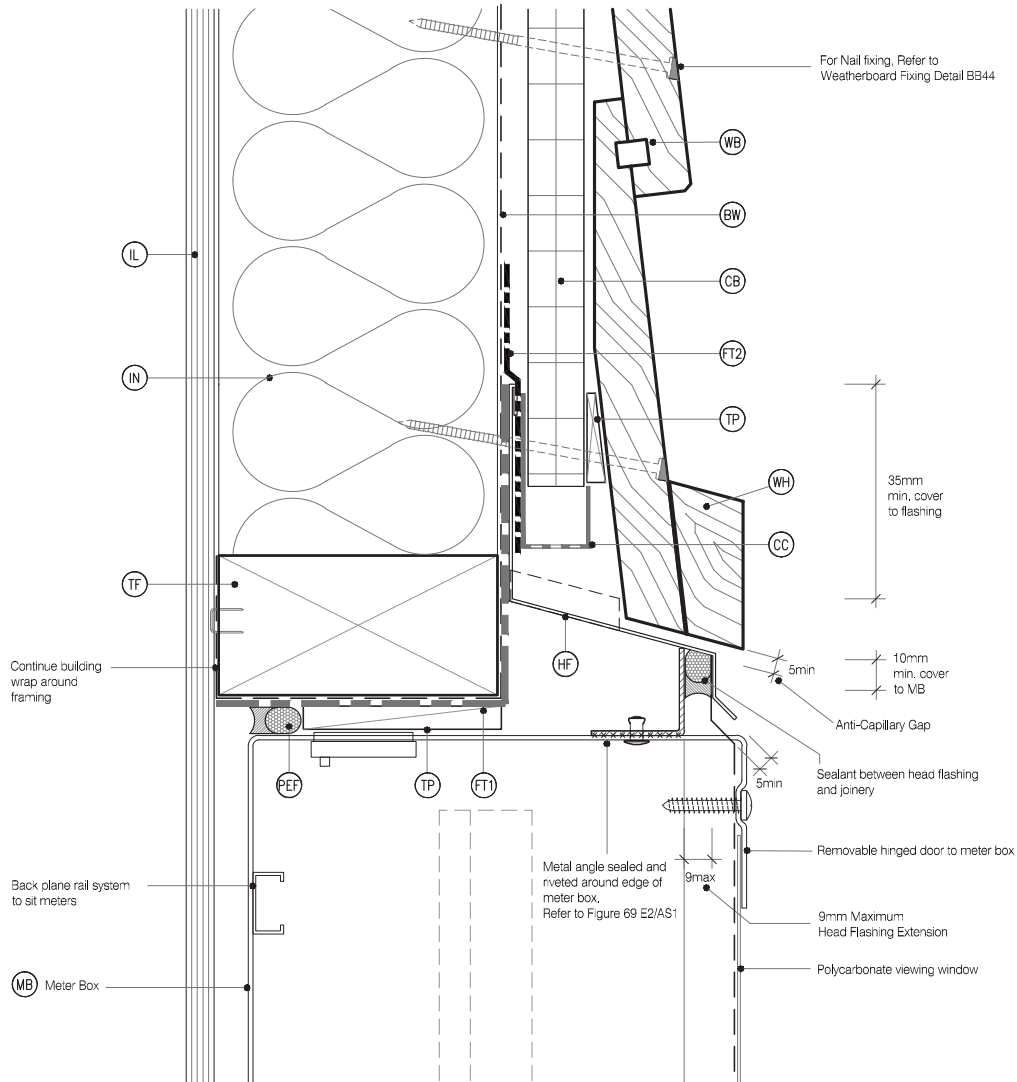 For Nail fixing, Refer to
Weatherboard Fixing Detail BB44
WB
BW
IL
CB
FT2
IN
TP
WH
35mm
min. cover
to flashing
CC
TF
HF
Continue building
wrap around
framing
5min
10mm
min. cover
to MB
Anti-Capillary Gap
PEF
TP
FT1
5min
Sealant between head flashing
and joinery
Metal angle sealed and
riveted around edge of
meter box.
Refer to Figure 69 E2/AS1
9max
Removable hinged door to meter box
Back plane rail system
to sit meters
9mm Maximum
Head Flashing Extension
Polycarbonate viewing window
MB Meter Box